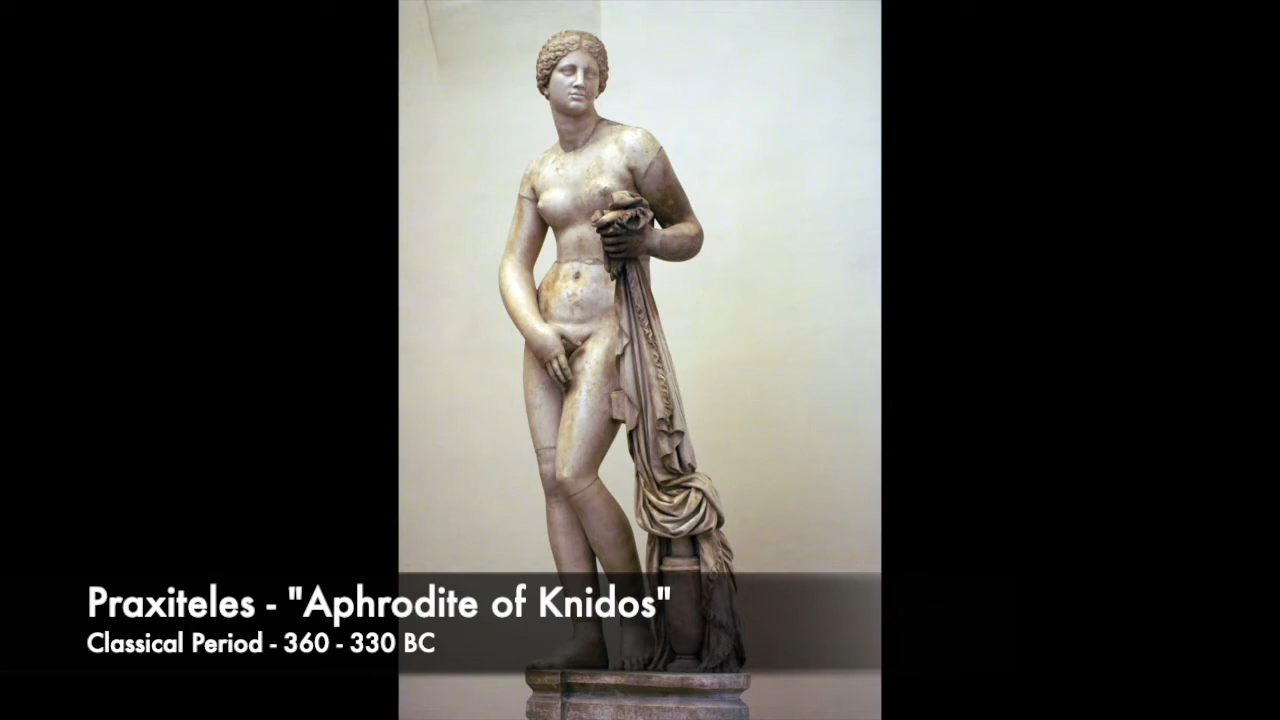 Praxiteles - "Aphrodite of Knidos"
Classical Period - 360 - 330 BC